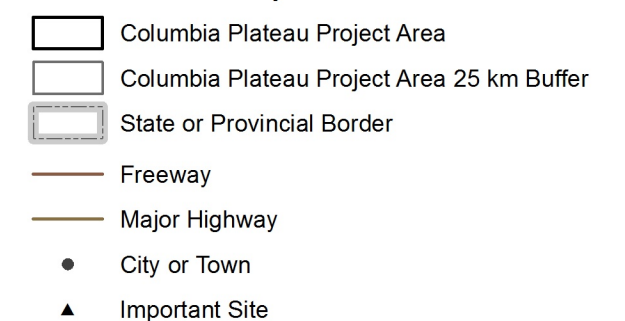 Columbia Plateau Project Area
Columbia Plateau Project Area 25 km Buffer
State or Provincial Border
Freeway
Major Highway
City or Town
Important Site